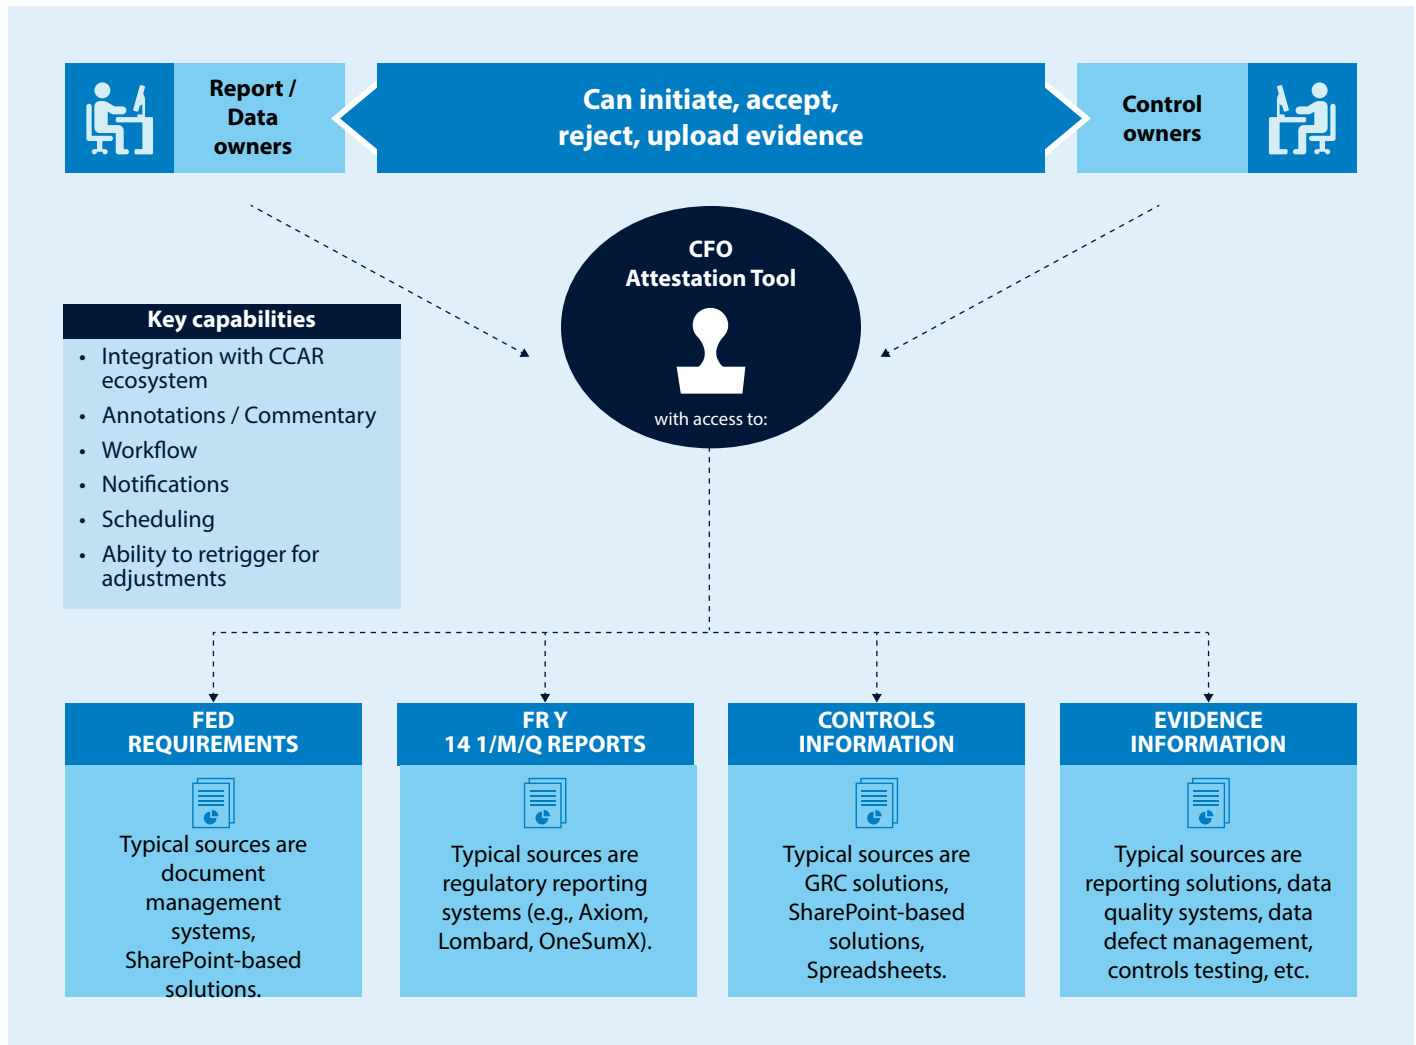 Report /
Data
owners
Can initiate, accept,
reject, upload evidence
Control
owners
CFO
Attestation Tool
with access to:
Key capabilities
• Integration with CCAR
ecosystem
• Annotations / Commentary
• Workflow
• Notifications
• Scheduling
• Ability to retrigger for
adjustments
FED
REQUIREMENTS
Typical sources are
document
management
systems,
SharePoint-based
solutions.
FR Y
14 1/M/Q REPORTS
Typical sources are
regulatory reporting
systems (e.g., Axiom,
Lombard, OneSumX).
CONTROLS
INFORMATION
Typical sources are
GRC solutions,
SharePoint-based
solutions,
Spreadsheets.
EVIDENCE
INFORMATION
Typical sources are
reporting solutions, data
quality systems, data
defect management,
controls testing, etc.